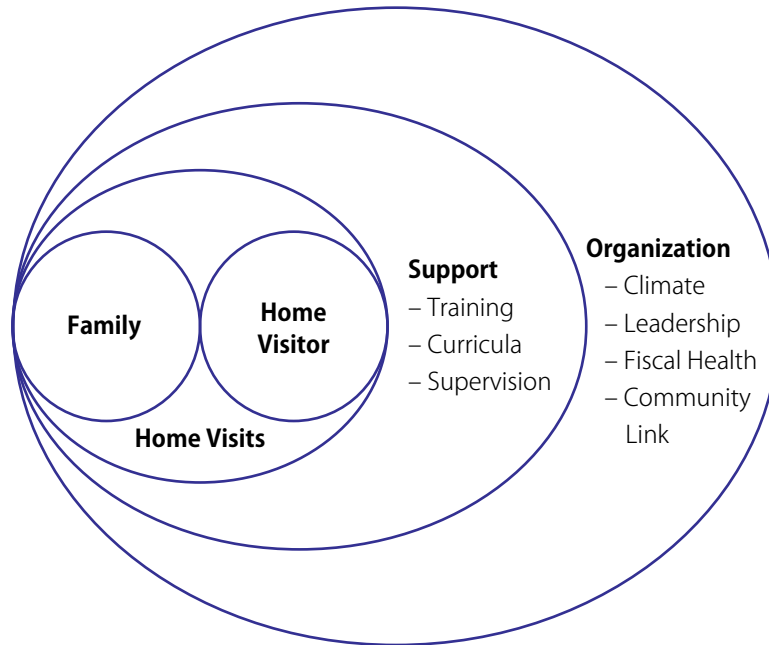 Family
Home
Visitor
Home Visits
Support
– Training
– Curricula
– Supervision
Organization
– Climate
– Leadership
– Fiscal Health
– Community
Link